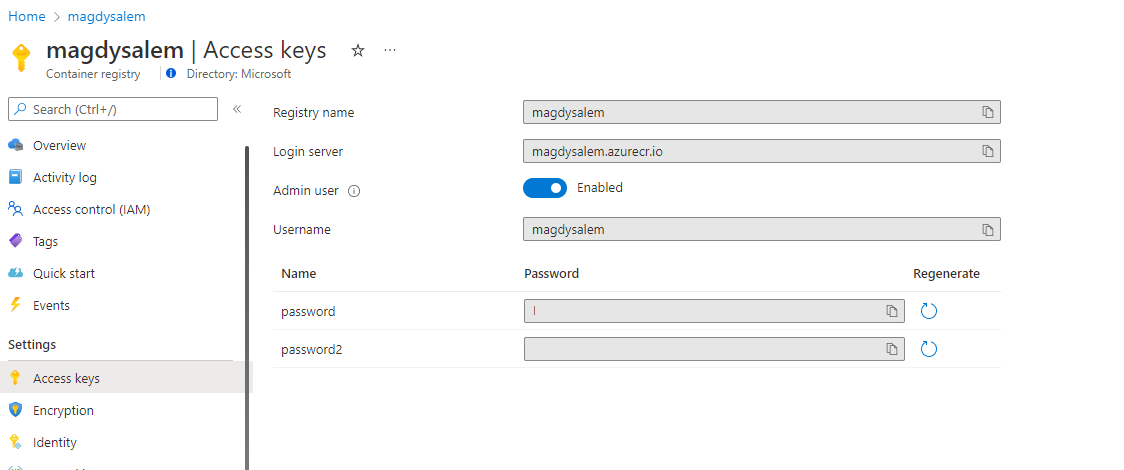 Home > magdysalem
magdysalem | Access keys
Container registry
Directory: Microsoft
Search (Ctrl+/)
Overview
Activity log
Access control (IAM)
Tags
Quick start
Events
Settings
Access keys
Encryption
Identity
Registry name
magdysalem
Login server
magdysalem.azurecr.io
Admin user
Enabled
Username
magdysalem
Name Password Regenerate
password
password2